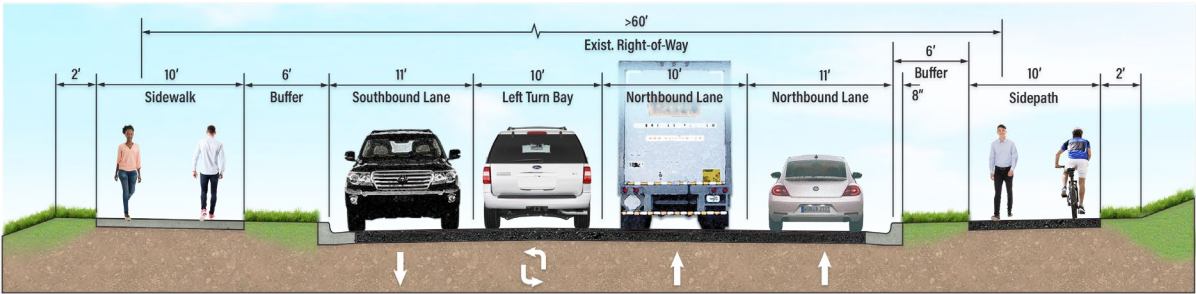 >60′
Exist. Right-of-Way
2′
10′
6′
11′
10′
10′
11′
6′
10′
2′
Sidewalk
Buffer
Southbound Lane
Left Turn Bay
Northbound Lane
Northbound Lane
Buffer
8″
Sidepath